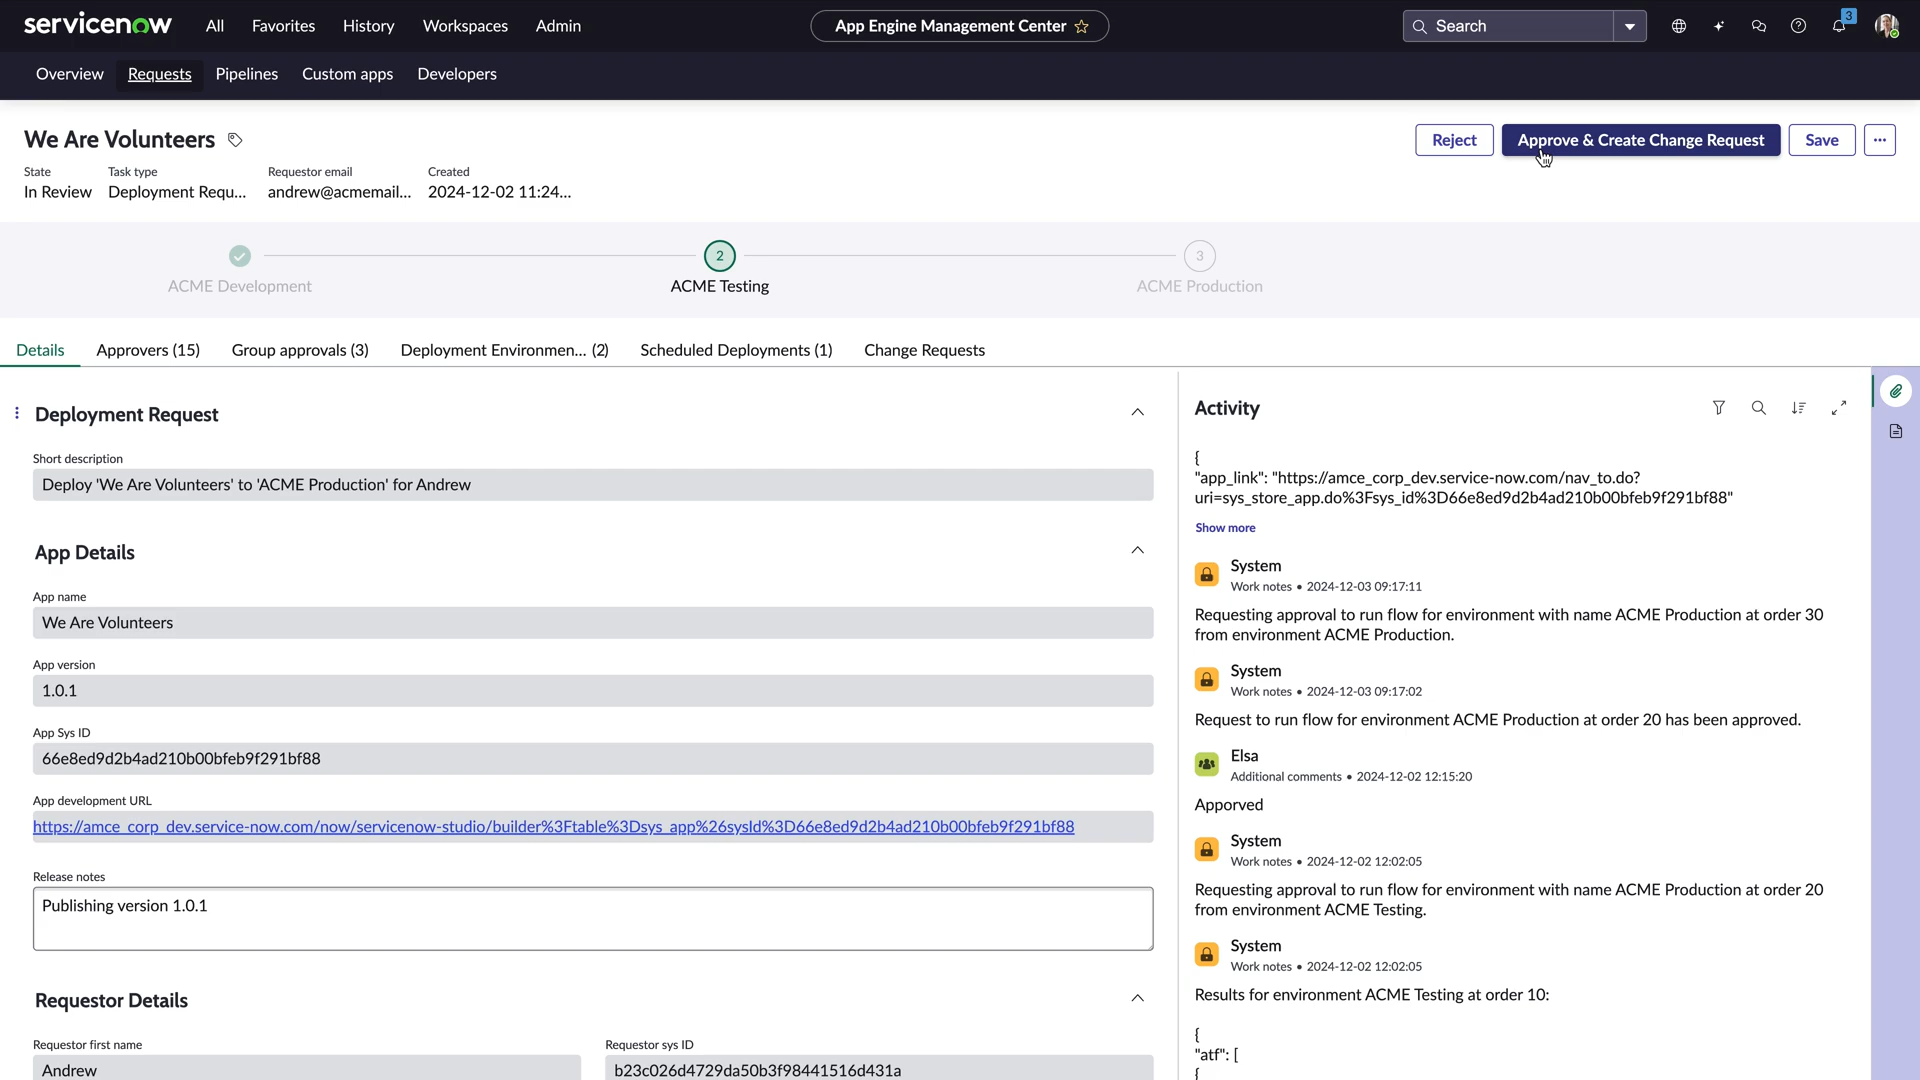 servicenow All Favorites History Workspaces Admin App Engine Management Center Search 3
Overview Requests Pipelines Custom apps Developers
We Are Volunteers
Reject Approve & Create Change Request Save
State Task type Requestor email Created
In Review Deployment Requ... andrew@acmemail... 2024-12-02 11:24...
2 3
ACME Development ACME Testing ACME Production
Details Approvers (15) Group approvals (3) Deployment Environmen... (2) Scheduled Deployments (1) Change Requests
Deployment Request
Short description
Deploy 'We Are Volunteers' to 'ACME Production' for Andrew
App Details
App name
We Are Volunteers
App version
1.0.1
App Sys ID
66e8ed9d2b4ad210b00bfeb9f291bf88
App development URL
https://amce_corp_dev.service-now.com/now/servicenow-studio/builder%3Ftable%3Dsys_app%26sysId%3D66e8ed9d2b4ad210b00bfeb9f291bf88
Release notes
Publishing version 1.0.1
Requestor Details
Requestor first name Requestor sys ID
Andrew b23c026d4729da50b3f98441516d431a
Activity
{
"app_link": "https://amce_corp_dev.service-now.com/nav_to.do?
uri=sys_store_app.do%3Fsys_id%3D66e8ed9d2b4ad210b00bfeb9f291bf88"
Show more
System
Work notes • 2024-12-03 09:17:11
Requesting approval to run flow for environment with name ACME Production at order 30
from environment ACME Production.
System
Work notes • 2024-12-03 09:17:02
Request to run flow for environment ACME Production at order 20 has been approved.
Elsa
Additional comments • 2024-12-02 12:15:20
Apporved
System
Work notes • 2024-12-02 12:02:05
Requesting approval to run flow for environment with name ACME Production at order 20
from environment ACME Testing.
System
Work notes • 2024-12-02 12:02:05
Results for environment ACME Testing at order 10:
{
"atf": [
{